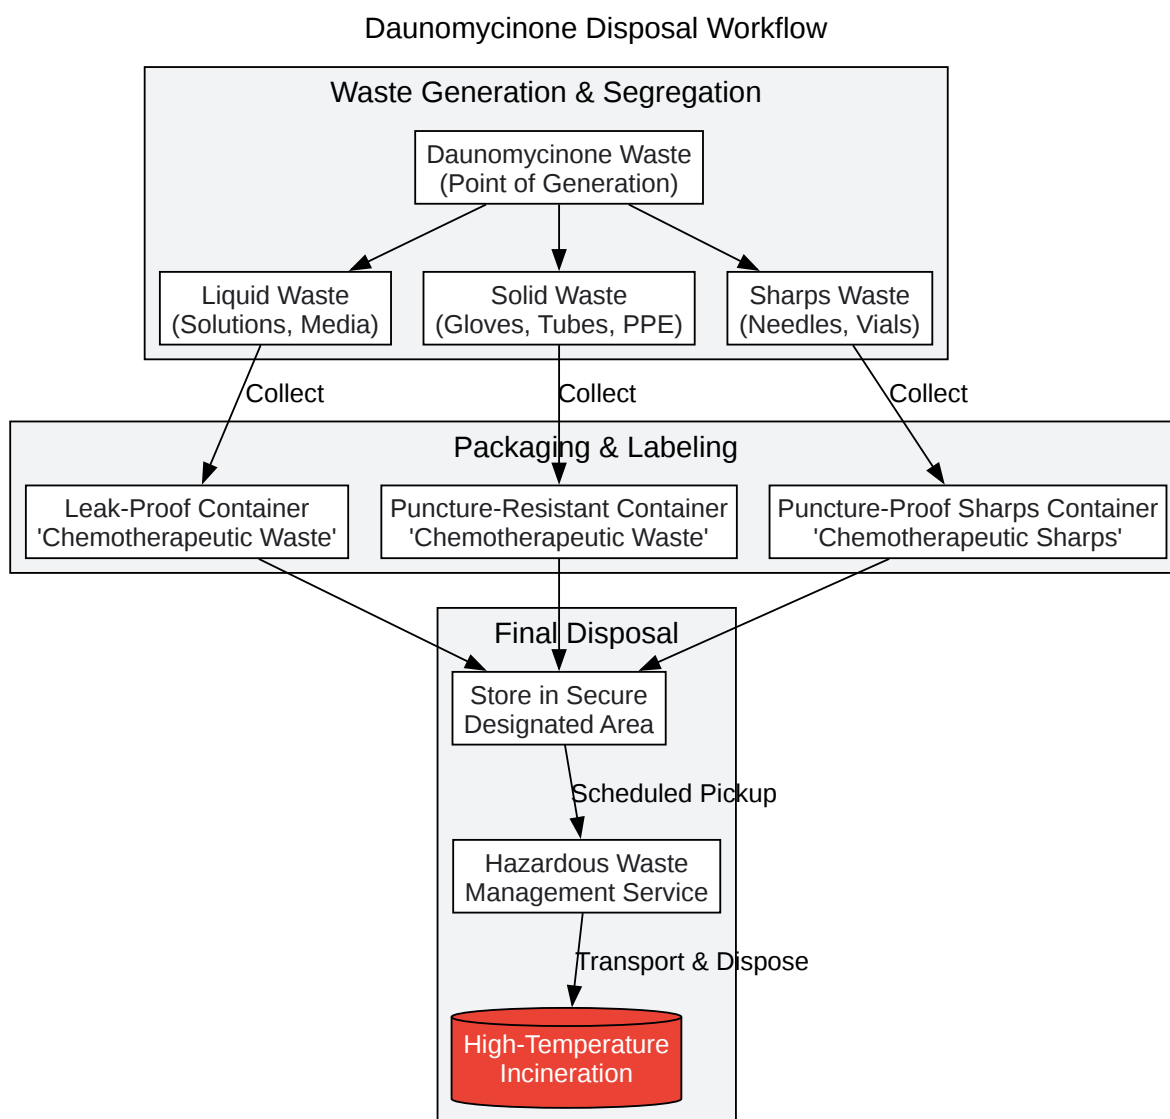 Daunomycinone Disposal Workflow
Waste Generation & Segregation
Daunomycinone Waste
(Point of Generation)
Liquid Waste
(Solutions, Media)
Solid Waste
(Gloves, Tubes, PPE)
Sharps Waste
(Needles, Vials)
Collect
Collect
Collect
Packaging & Labeling
Leak-Proof Container
'Chemotherapeutic Waste'
Puncture-Resistant Container
'Chemotherapeutic Waste'
Puncture-Proof Sharps Container
'Chemotherapeutic Sharps'
Final Disposal
Store in Secure
Designated Area
Scheduled Pickup
Hazardous Waste
Management Service
Transport & Dispose
High-Temperature
Incineration